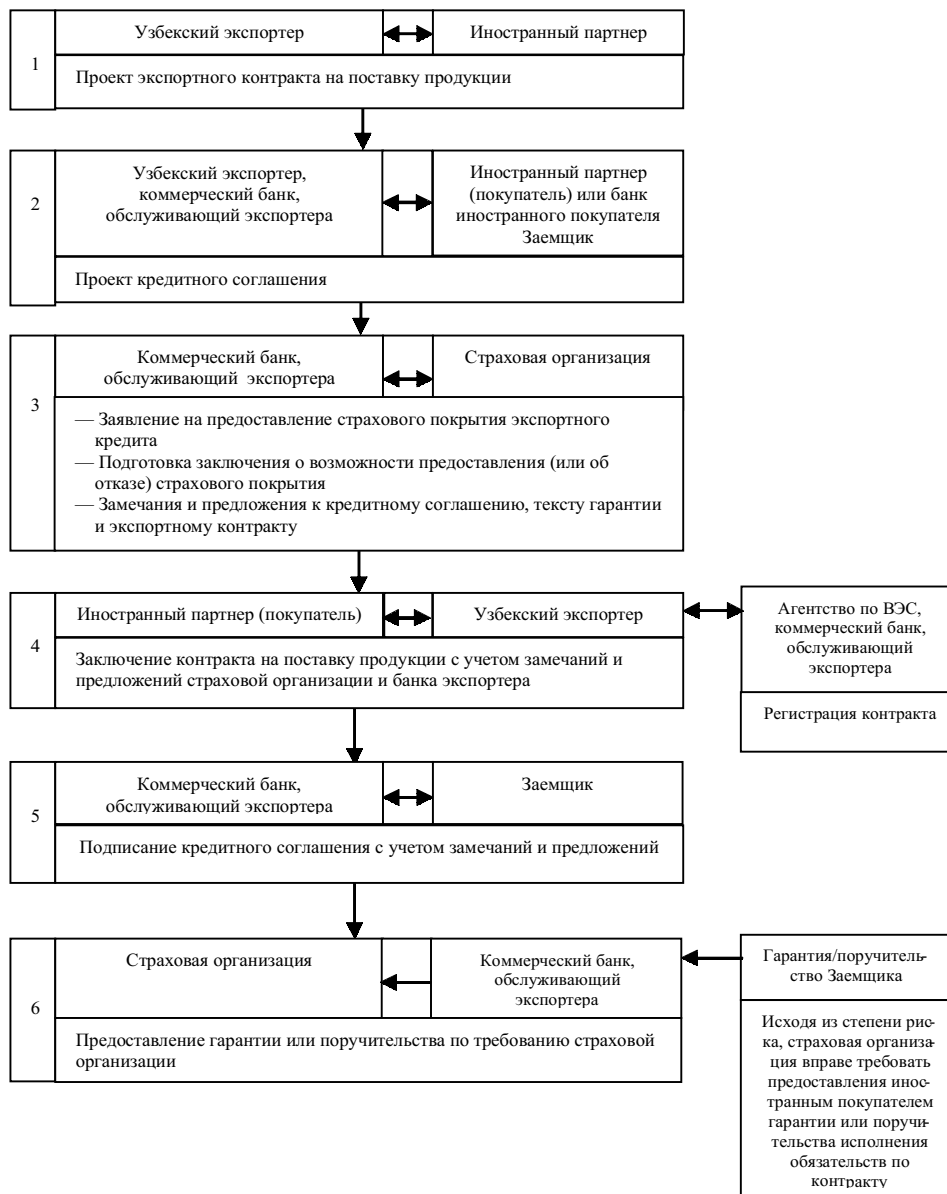 1
Узбекский экспортер
Иностранный партнер
Проект экспортного контракта на поставку продукции
2
Узбекский экспортер,
коммерческий банк,
обслуживающий экспортера
Иностранный партнер
(покупатель) или банк
иностранного покупателя
Заемщик
Проект кредитного соглашения
3
Коммерческий банк,
обслуживающий экспортера
Страховая организация
— Заявление на предоставление страхового покрытия экспортного
кредита
— Подготовка заключения о возможности предоставления (или об
отказе) страхового покрытия
— Замечания и предложения к кредитному соглашению, тексту гарантии
и экспортному контракту
4
Иностранный партнер (покупатель)
Узбекский экспортер
Заключение контракта на поставку продукции с учетом замечаний и
предложений страховой организации и банка экспортера
Агентство по ВЭС,
коммерческий банк,
обслуживающий
экспортера
Регистрация контракта
5
Коммерческий банк,
обслуживающий экспортера
Заемщик
Подписание кредитного соглашения с учетом замечаний и предложений
6
Страховая организация
Коммерческий банк,
обслуживающий
экспортера
Предоставление гарантии или поручительства по требованию страховой
организации
Гарантия/поручитель-
ство Заемщика
Исходя из степени рис-
ка, страховая организа-
ция вправе требовать
предоставления инос-
транным покупателем
гарантии или поручи-
тельства исполнения
обязательств по
контракту